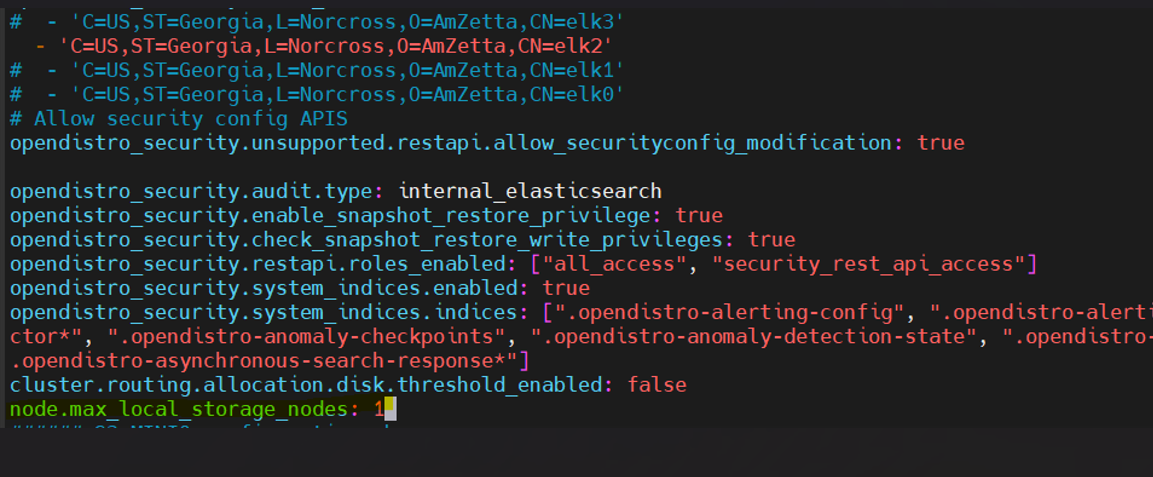 #  - 'C=US,ST=Georgia,L=Norcross,O=AmZetta,CN=elk3'
  - 'C=US,ST=Georgia,L=Norcross,O=AmZetta,CN=elk2'
#  - 'C=US,ST=Georgia,L=Norcross,O=AmZetta,CN=elk1'
#  - 'C=US,ST=Georgia,L=Norcross,O=AmZetta,CN=elk0'
# Allow security config APIS
opendistro_security.unsupported.restapi.allow_securityconfig_modification: true
opendistro_security.audit.type: internal_elasticsearch
opendistro_security.enable_snapshot_restore_privilege: true
opendistro_security.check_snapshot_restore_write_privileges: true
opendistro_security.restapi.roles_enabled: ["all_access", "security_rest_api_access"]
opendistro_security.system_indices.enabled: true
opendistro_security.system_indices.indices: [".opendistro-alerting-config", ".opendistro-alerti
ctor*", ".opendistro-anomaly-checkpoints", ".opendistro-anomaly-detection-state", ".opendistro-
.opendistro-asynchronous-search-response*"]
cluster.routing.allocation.disk.threshold_enabled: false
node.max_local_storage_nodes: 1